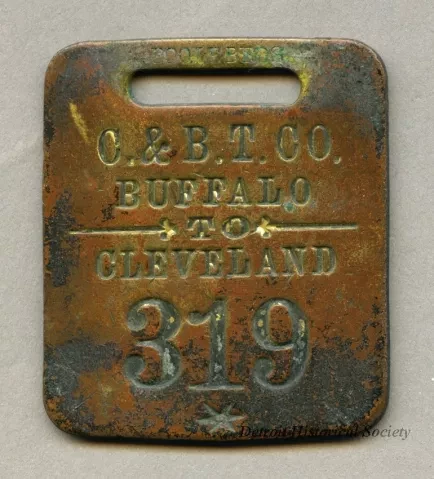 C. & B. T. CO.
BUFFALO
TO
CLEVELAND
319
Detroit Historical Society